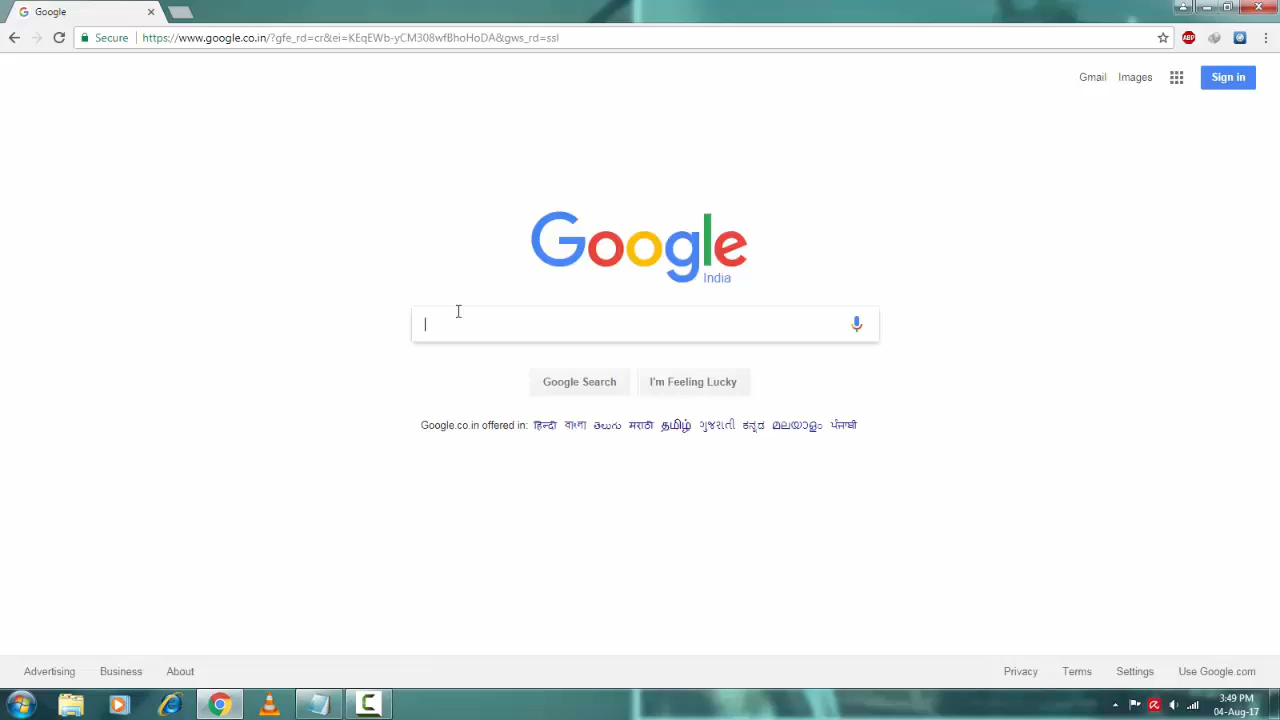 Google
Secure https://www.google.co.in/?gfe_rd=cr&ei=KEqEWb-yCM308wfBhoHoDA&gws_rd=ssl
ABP
Gmail Images Sign in
Google
India
Google Search I'm Feeling Lucky
Google.co.in offered in: हिन्दी বাংলা తెలుగు मराठी தமிழ் ગુજરાતી ಕನ್ನಡ മലയാളം ਪੰਜਾਬੀ
Advertising Business About Privacy Terms Settings Use Google.com
3:49 PM
04-Aug-17